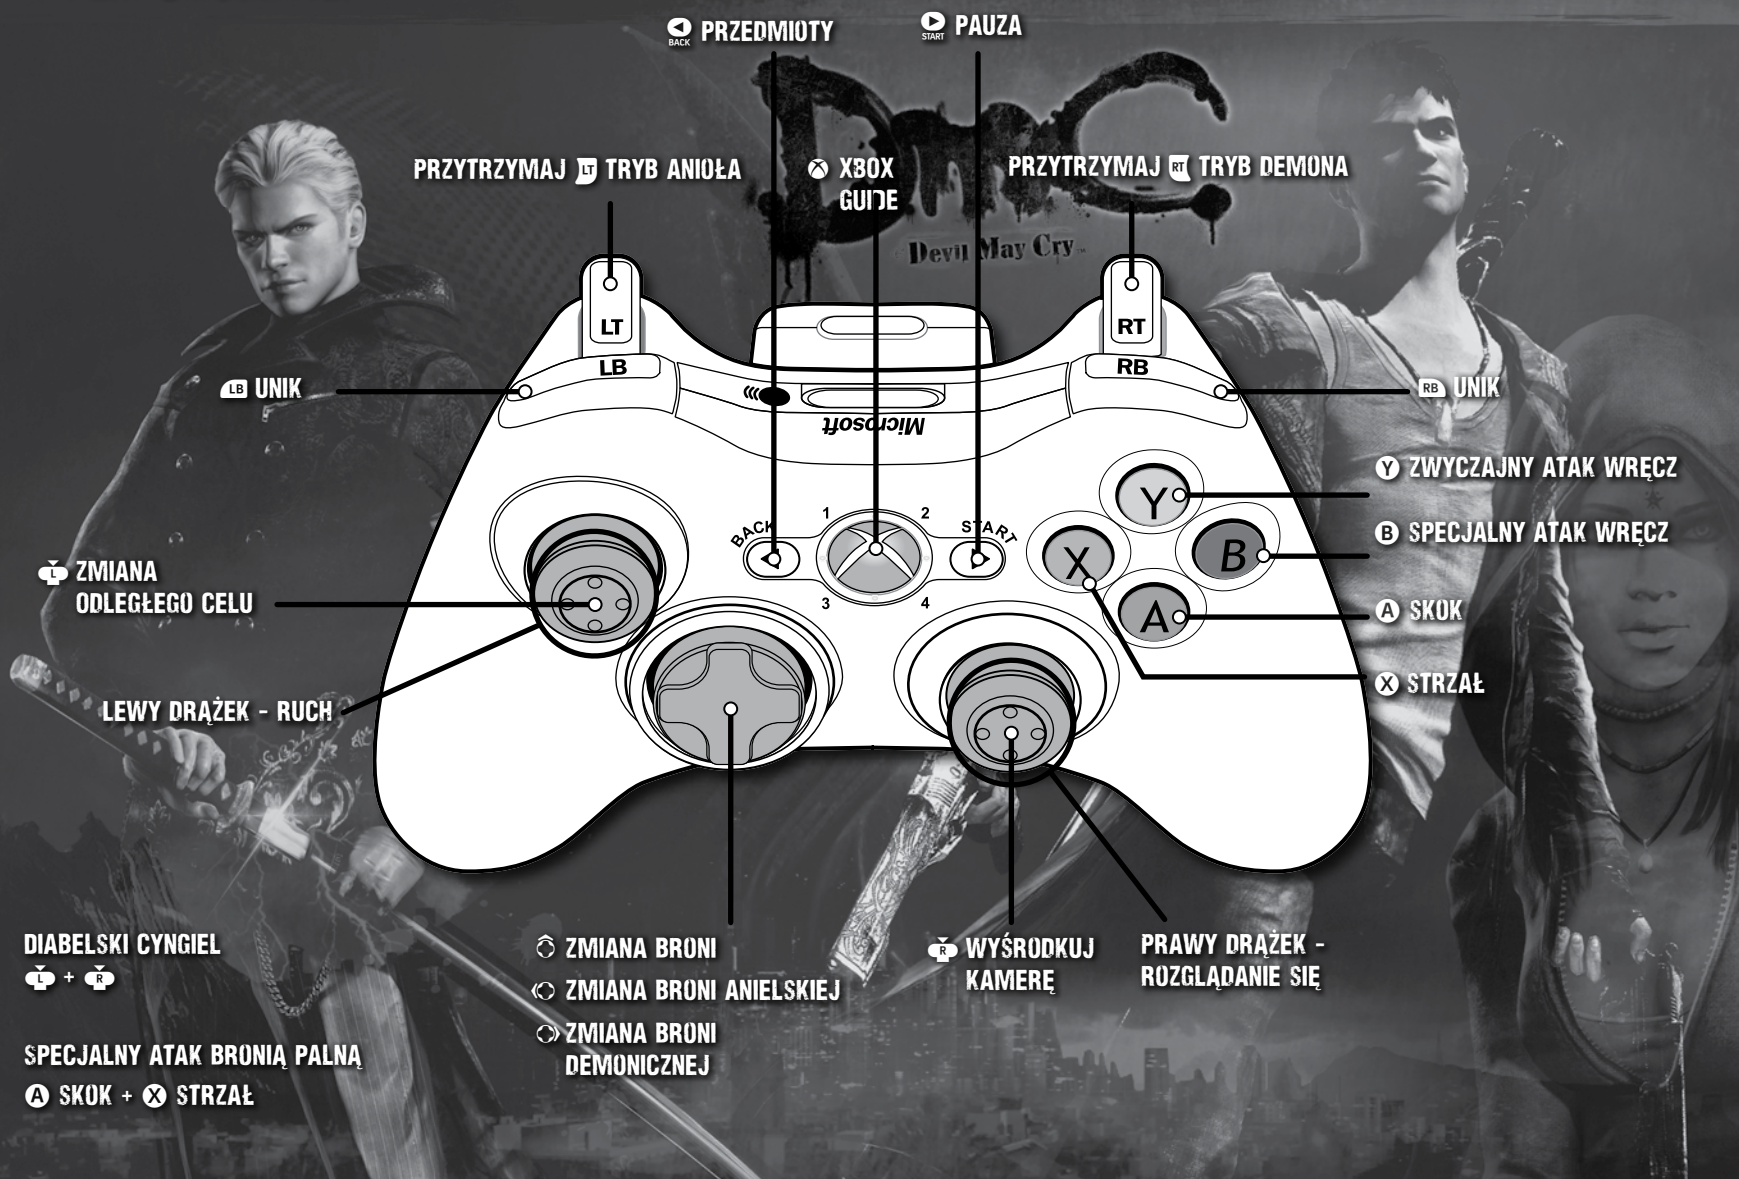 BACK PRZEDMIOTY
START PAUZA
DmC
Devil May Cry
PRZYTRZYMAJ LT TRYB ANIOŁA
XBOX
GUIDE
PRZYTRZYMAJ RT TRYB DEMONA
LT
RT
LB
RB
LB UNIK
RB UNIK
Microsoft
Y ZWYCZAJNY ATAK WRĘCZ
B SPECJALNY ATAK WRĘCZ
A SKOK
X STRZAŁ
BACK
START
1
2
3
4
Y
X
B
A
L ZMIANA
ODLEGŁEGO CELU
LEWY DRĄŻEK - RUCH
DIABELSKI CYNGIEL
L + R
SPECJALNY ATAK BRONIĄ PALNĄ
A SKOK + X STRZAŁ
ZMIANA BRONI
ZMIANA BRONI ANIELSKIEJ
ZMIANA BRONI
DEMONICZNEJ
R WYŚRODKUJ
KAMERĘ
PRAWY DRĄŻEK -
ROZGLĄDANIE SIĘ